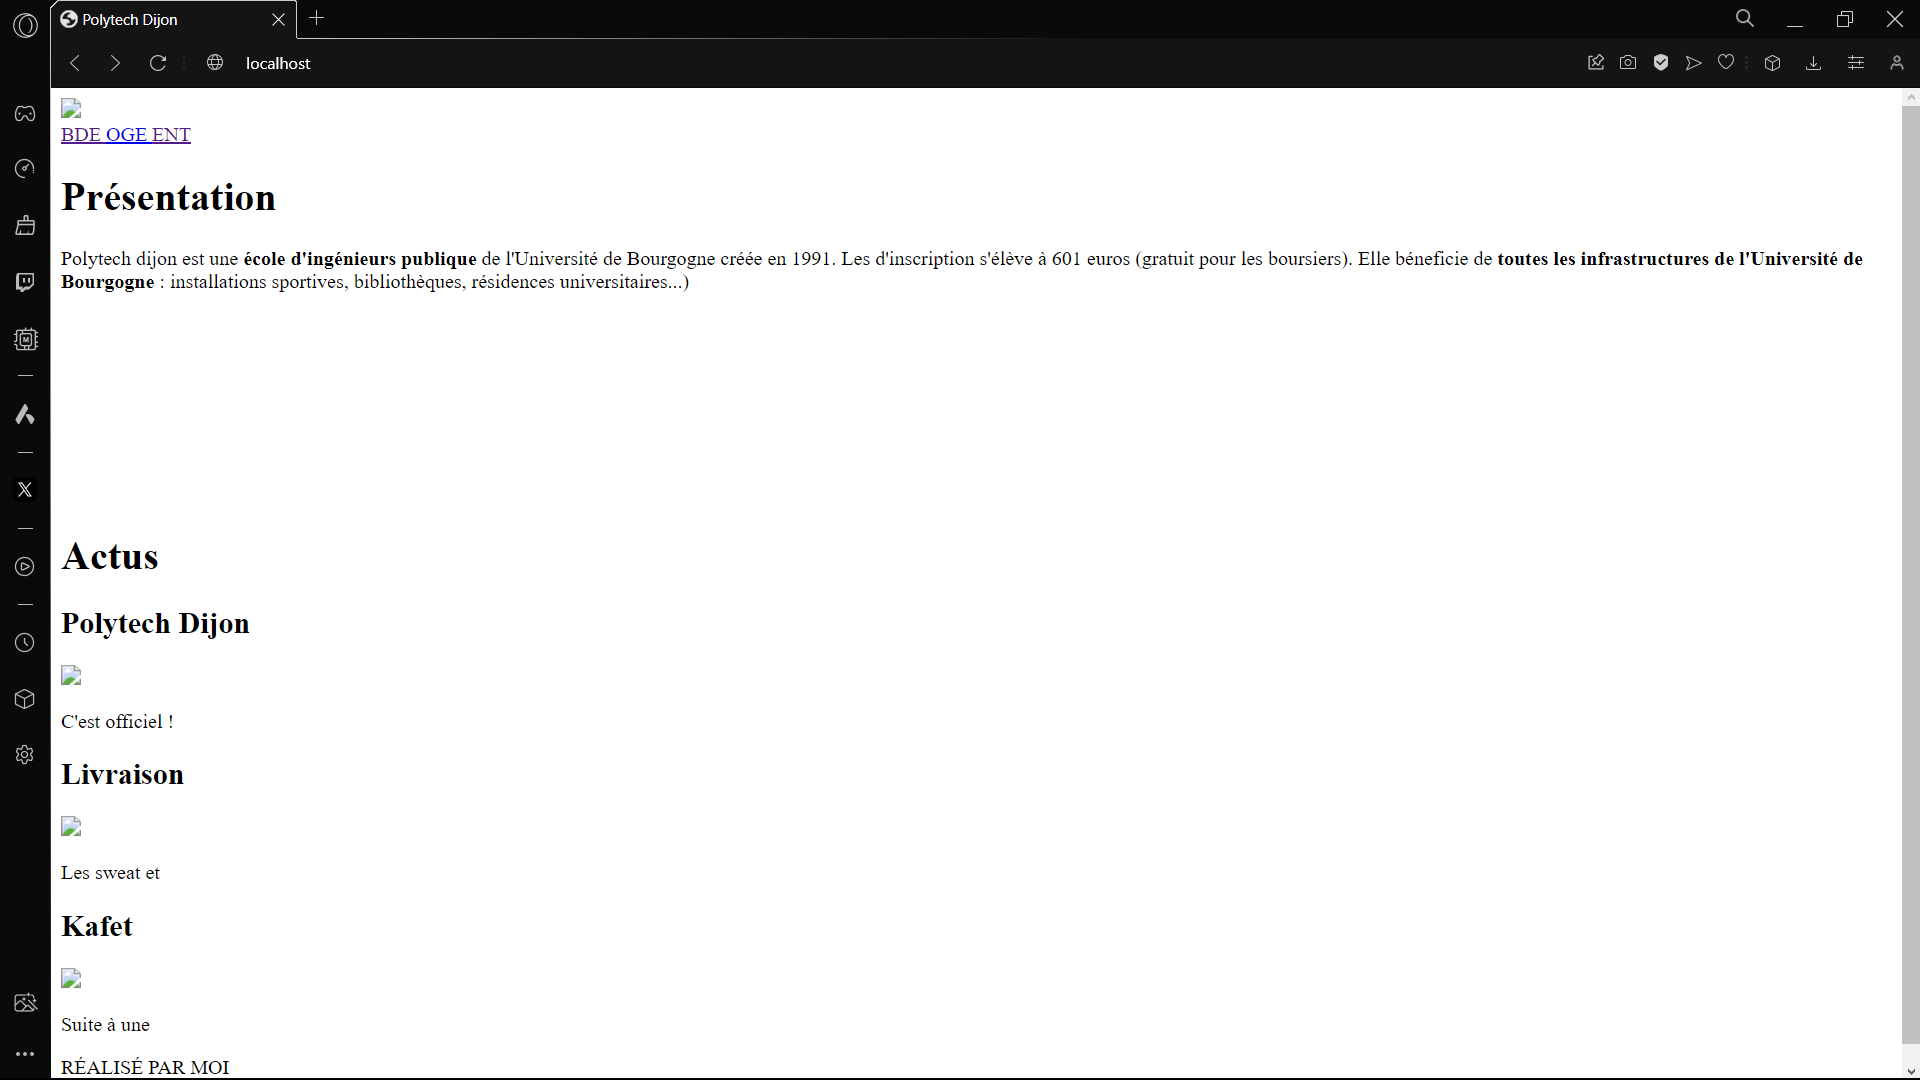 Polytech Dijon
localhost
BDE OGE ENT
Présentation
Polytech dijon est une école d'ingénieurs publique de l'Université de Bourgogne créée en 1991. Les d'inscription s'élève à 601 euros (gratuit pour les boursiers). Elle béneficie de toutes les infrastructures de l'Université de
Bourgogne : installations sportives, bibliothèques, résidences universitaires...)
Actus
Polytech Dijon
C'est officiel !
Livraison
Les sweat et
Kafet
Suite à une
RÉALISÉ PAR MOI